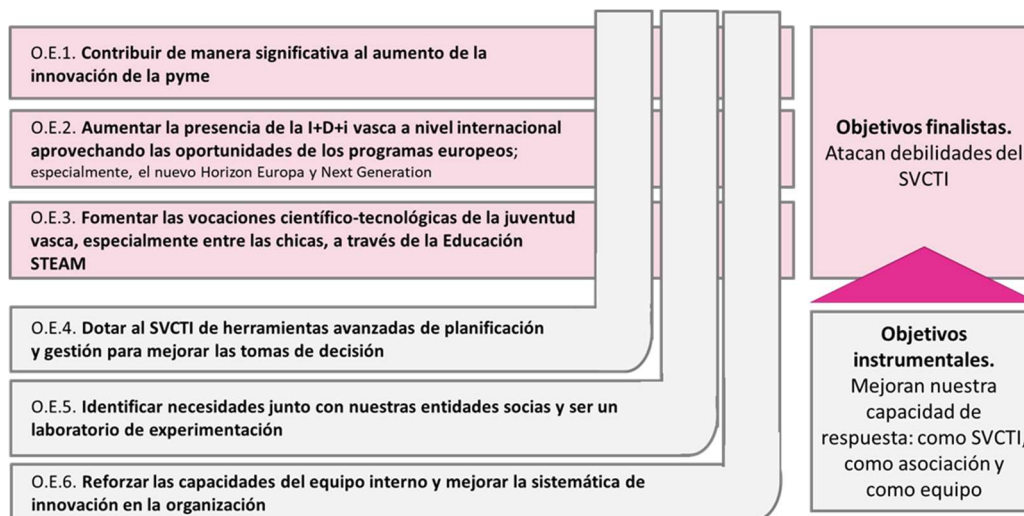 O.E.1. Contribuir de manera significativa al aumento de la
innovación de la pyme
O.E.2. Aumentar la presencia de la I+D+i vasca a nivel internacional
aprovechando las oportunidades de los programas europeos;
especialmente, el nuevo Horizon Europa y Next Generation
O.E.3. Fomentar las vocaciones científico-tecnológicas de la juventud
vasca, especialmente entre las chicas, a través de la Educación
STEAM
Objetivos finalistas.
Atacan debilidades del
SVCTI
O.E.4. Dotar al SVCTI de herramientas avanzadas de planificación
y gestión para mejorar las tomas de decisión
O.E.5. Identificar necesidades junto con nuestras entidades socias y ser un
laboratorio de experimentación
O.E.6. Reforzar las capacidades del equipo interno y mejorar la sistemática de
innovación en la organización
Objetivos
instrumentales.
Mejoran nuestra
capacidad de
respuesta: como SVCTI,
como asociación y
como equipo